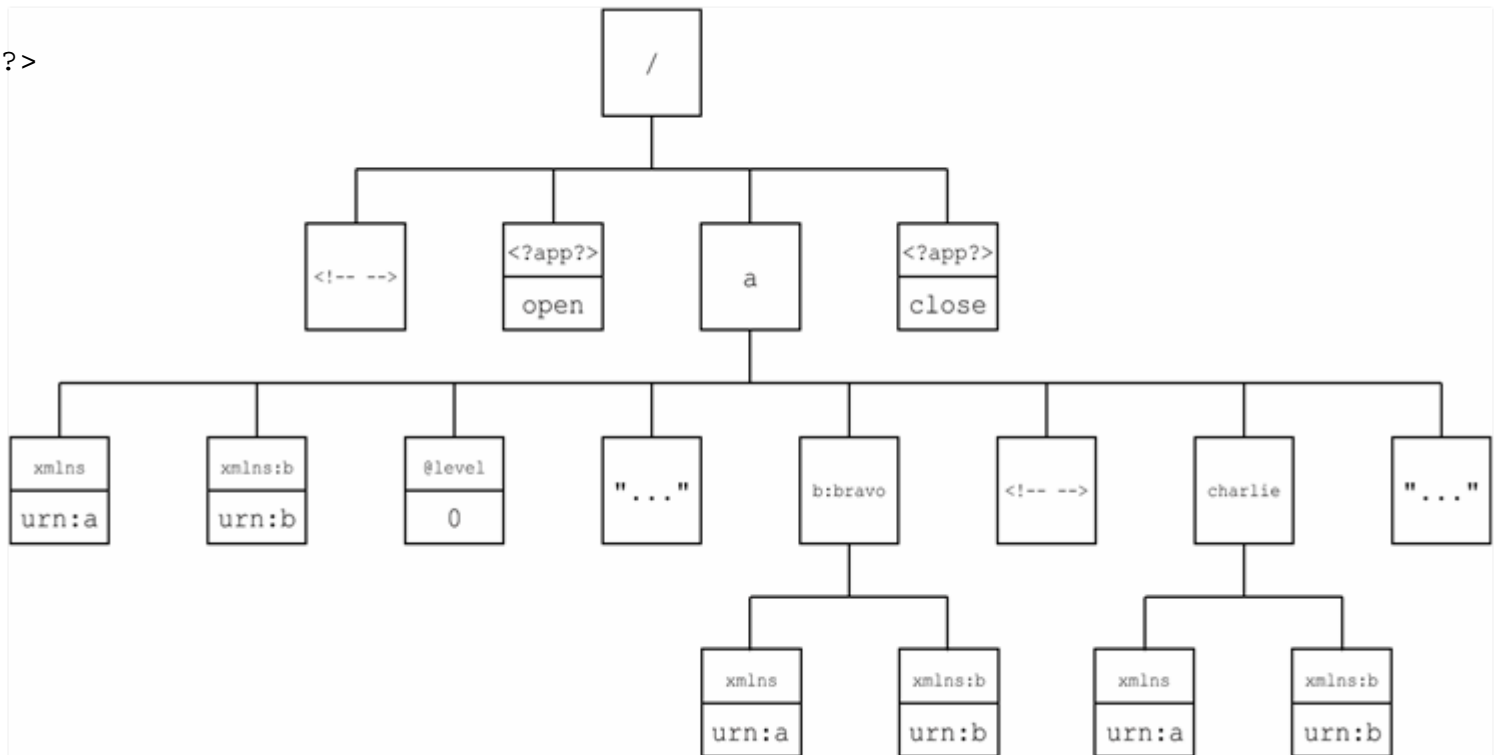 /
?>
<!-- -->
<?app?>
open
a
<?app?>
close
xmlns
urn:a
xmlns:b
urn:b
@level
0
"..."
b:bravo
<!-- -->
charlie
"..."
xmlns
urn:a
xmlns:b
urn:b
xmlns
urn:a
xmlns:b
urn:b